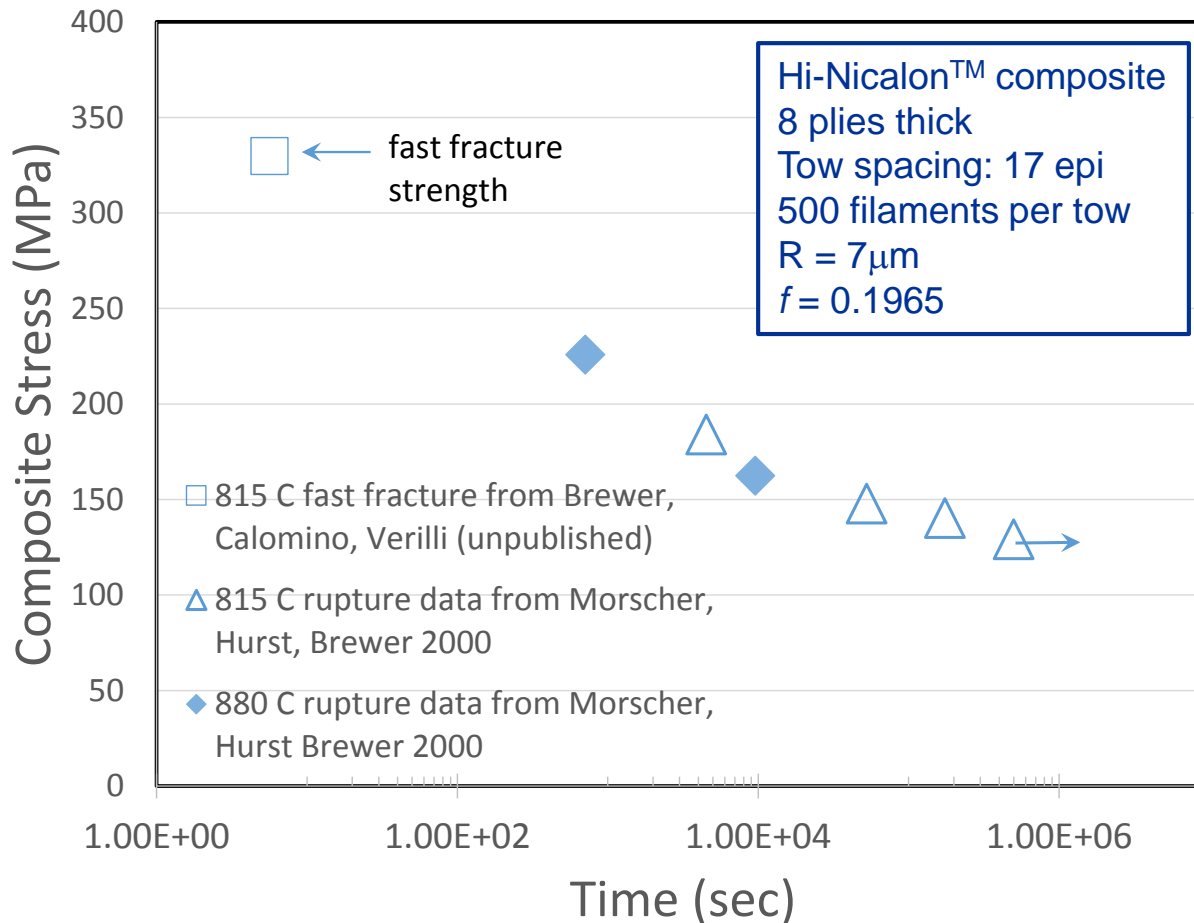 400
350
300
250
200
150
100
50
0
Composite Stress (MPa)
fast fracture
strength
Hi-Nicalon™ composite
8 plies thick
Tow spacing: 17 epi
500 filaments per tow
R = 7μm
f = 0.1965
815 C fast fracture from Brewer,
Calomino, Verilli (unpublished)
815 C rupture data from Morscher,
Hurst, Brewer 2000
880 C rupture data from Morscher,
Hurst Brewer 2000
1.00E+00 1.00E+02 1.00E+04 1.00E+06
Time (sec)